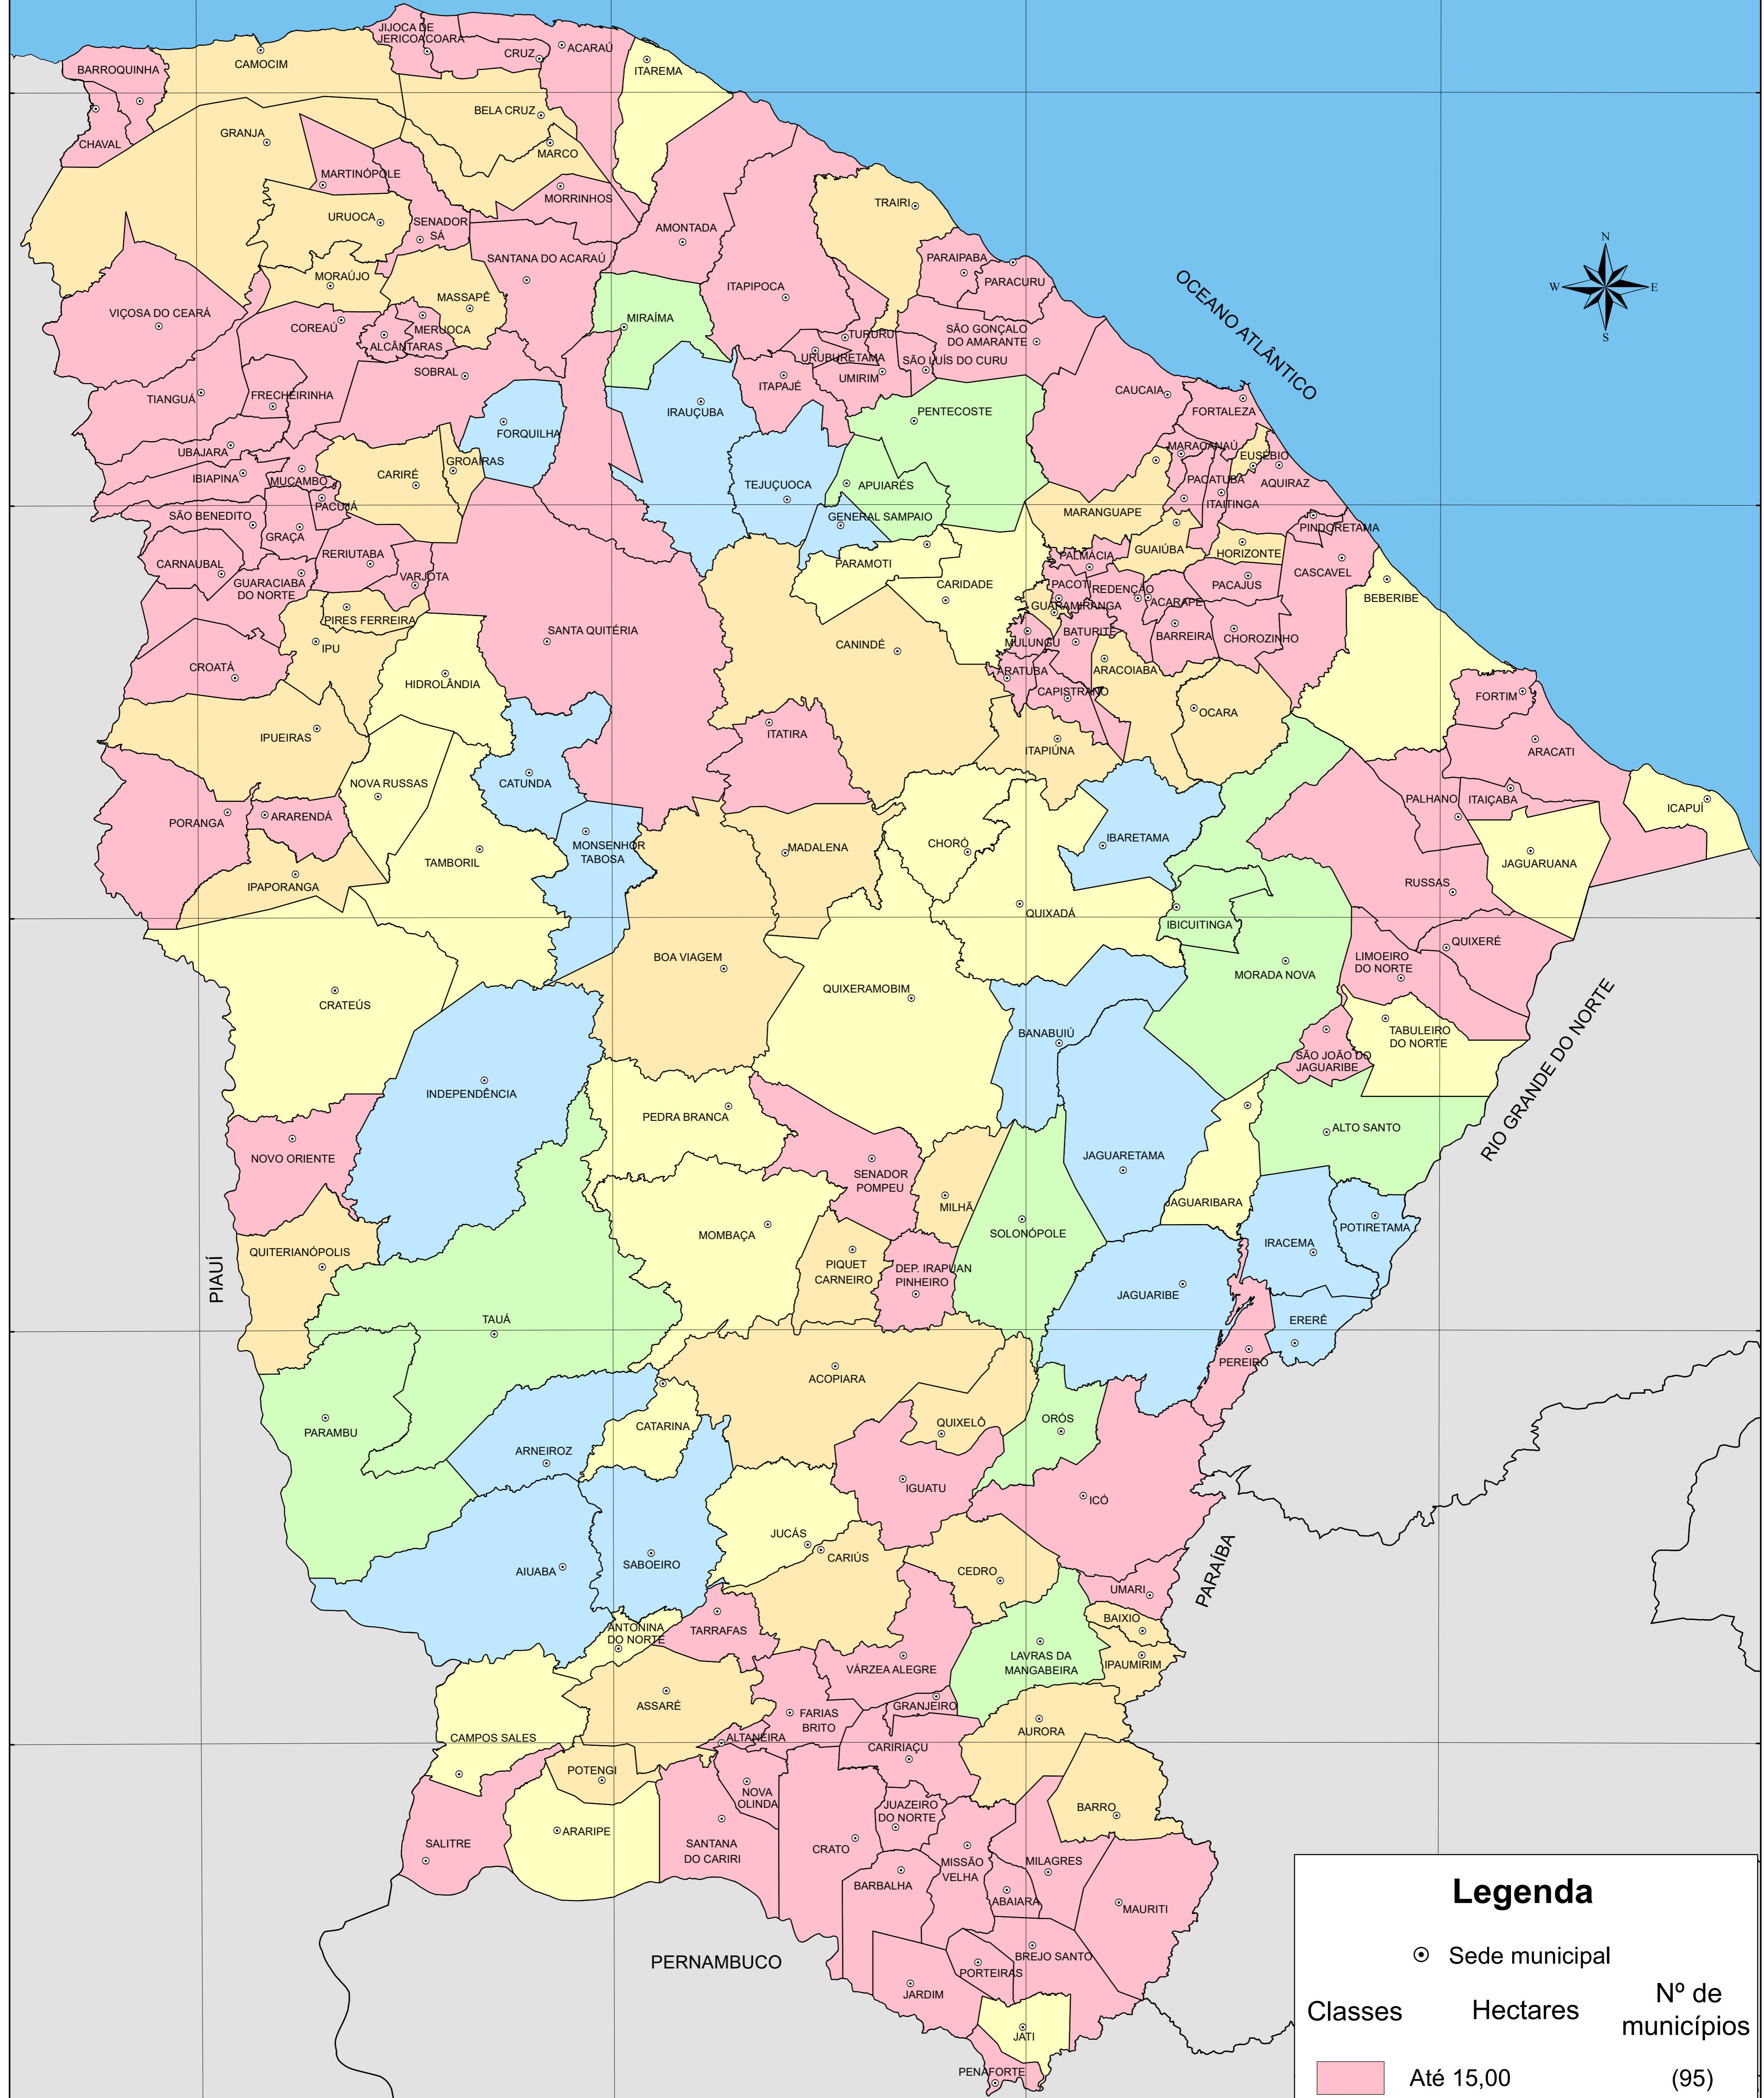 JIJOCA DE
JERICOACOARA
CRUZ
ACARAÚ
BARROQUINHA
CAMOCIM
ITAREMA
BELA CRUZ
GRANJA
CHAVAL
MARCO
MARTINÓPOLE
MORRINHOS
URUOCA
SENADOR
SÁ
AMONTADA
TRAIRI
SANTANA DO ACARAÚ
PARAIPABA
PARACURU
MORAÚJO
MASSAPÊ
ITAPIPOCA
OCEANO ATLÂNTICO
N
W
E
S
VIÇOSA DO CEARÁ
COREAÚ
MERUOCA
ALCÂNTARAS
MIRAÍMA
TURURU
SÃO GONÇALO
DO AMARANTE
URUBURETAMA
SÃO LUÍS DO CURU
SOBRAL
ITAPAJÉ
UMIRIM
TIANGUÁ
FRECHEIRINHA
IRAUÇUBA
PENTECOSTE
CAUCAIA
FORTALEZA
FORQUILHA
UBAJARA
MARACANAÚ
EUSÉBIO
IBIAPINA
MUCAMBO
CARIRÉ
GROAÍRAS
TEJUÇUOCA
APUIARÉS
PACATUBA
AQUIRAZ
PACUJÁ
ITAITINGA
SÃO BENEDITO
GRAÇA
GENERAL SAMPAIO
MARANGUAPE
PINDORETAMA
CARNAUBAL
RERIUTABA
GUARACIABA
DO NORTE
VARJOTA
PARAMOTI
PALMÁCIA
GUAIÚBA
HORIZONTE
CARIDADE
PACOTI
REDENÇÃO
PACAJUS
CASCAVEL
BEBERIBE
GUARAMIRANGA
ACARAPE
PIRES FERREIRA
IPU
SANTA QUITÉRIA
CANINDÉ
MULUNGU
BATURITÉ
BARREIRA
CHOROZINHO
CROATÁ
HIDROLÂNDIA
ARATUBA
ARACOIABA
CAPISTRANO
FORTIM
OCARA
IPUEIRAS
ITATIRA
ITAPIÚNA
ARACATI
NOVA RUSSAS
CATUNDA
PORANGA
ARARENDÁ
PALHANO
ITAIÇABA
ICAPUÍ
TAMBORIL
MONSENHOR
TABOSA
MADALENA
CHORÓ
IBARETAMA
JAGUARUANA
IPAPORANGA
RUSSAS
QUIXADÁ
IBICUITINGA
QUIXERÉ
BOA VIAGEM
LIMOEIRO
DO NORTE
CRATEÚS
QUIXERAMOBIM
MORADA NOVA
BANABUIÚ
TABULEIRO
DO NORTE
SÃO JOÃO DO
JAGUARIBE
RIO GRANDE DO NORTE
INDEPENDÊNCIA
PEDRA BRANCA
ALTO SANTO
NOVO ORIENTE
SENADOR
POMPEU
JAGUARETAMA
MILHÃ
JAGUARIBARA
POTIRETAMA
MOMBAÇA
SOLONÓPOLE
IRACEMA
PIAUÍ
QUITERIANÓPOLIS
PIQUET
CARNEIRO
DEP. IRAPUAN
PINHEIRO
JAGUARIBE
TAUÁ
ERERÊ
PEREIRO
ACOPIARA
PARAMBU
CATARINA
QUIXELÔ
ORÓS
ARNEIROZ
IGUATU
ICÓ
JUCÁS
CARIÚS
AIUABA
SABOEIRO
CEDRO
PARAÍBA
UMARI
ANTONINA
DO NORTE
TARRAFAS
BAIXIO
LAVRAS DA
MANGABEIRA
IPAUMIRIM
VÁRZEA ALEGRE
ASSARÉ
FARIAS
BRITO
GRANJEIRO
AURORA
CAMPOS SALES
ALTANEIRA
CARIRIAÇU
POTENGI
NOVA
OLINDA
JUAZEIRO
DO NORTE
BARRO
ARARIPE
SALITRE
SANTANA
DO CARIRI
CRATO
MISSÃO
VELHA
MILAGRES
BARBALHA
ABAIARA
MAURITI
PERNAMBUCO
BREJO SANTO
PORTEIRAS
JARDIM
JATI
PENAFORTE
Legenda
Sede municipal
Classes Hectares Nº de
municípios
Até 15,00 (95)